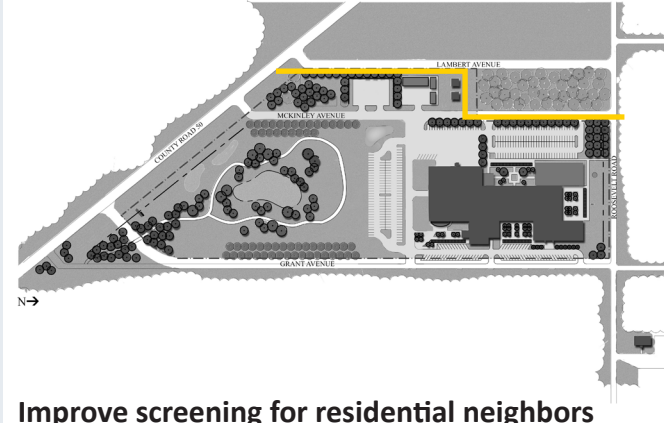 LAMBERT AVENUE
MCKINLEY AVENUE
COUNTY ROAD 50
ROOSEVELT ROAD
GRANT AVENUE
N→
Improve screening for residential neighbors